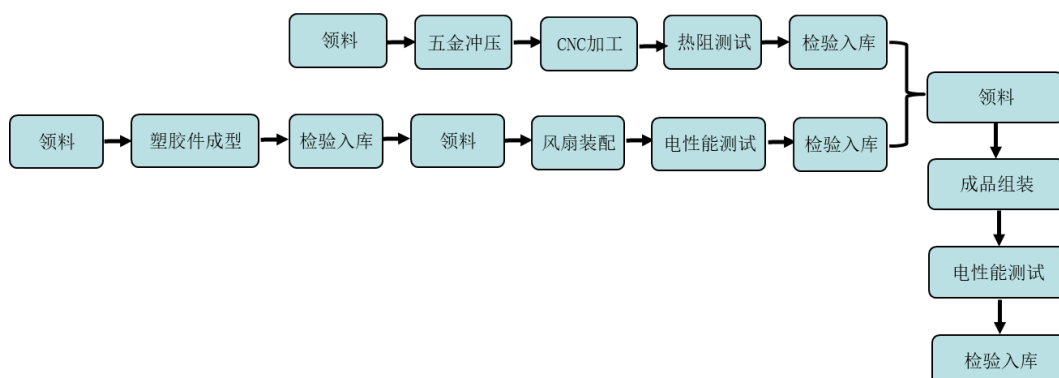 领料
五金冲压
CNC加工
热阻测试
检验入库
领料
塑胶件成型
检验入库
领料
风扇装配
电性能测试
检验入库
领料
成品组装
电性能测试
检验入库